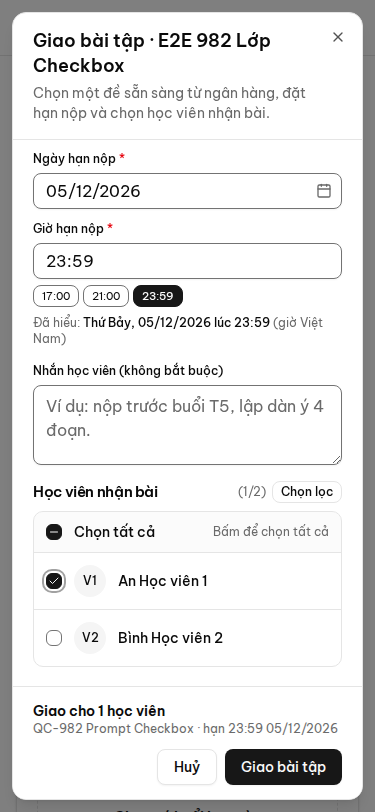 Giao bài tập · E2E 982 Lớp
Checkbox
Chọn một đề sẵn sàng từ ngân hàng, đặt
hạn nộp và chọn học viên nhận bài.
Ngày hạn nộp *
05/12/2026
Giờ hạn nộp *
23:59
17:00 21:00 23:59
Đã hiểu: Thứ Bảy, 05/12/2026 lúc 23:59 (giờ Việt
Nam)
Nhắn học viên (không bắt buộc)
Ví dụ: nộp trước buổi T5, lập dàn ý 4
đoạn.
Học viên nhận bài (1/2) Chọn lọc
Chọn tất cả Bấm để chọn tất cả
V1 An Học viên 1
V2 Bình Học viên 2
Giao cho 1 học viên
QC-982 Prompt Checkbox · hạn 23:59 05/12/2026
Huỷ Giao bài tập